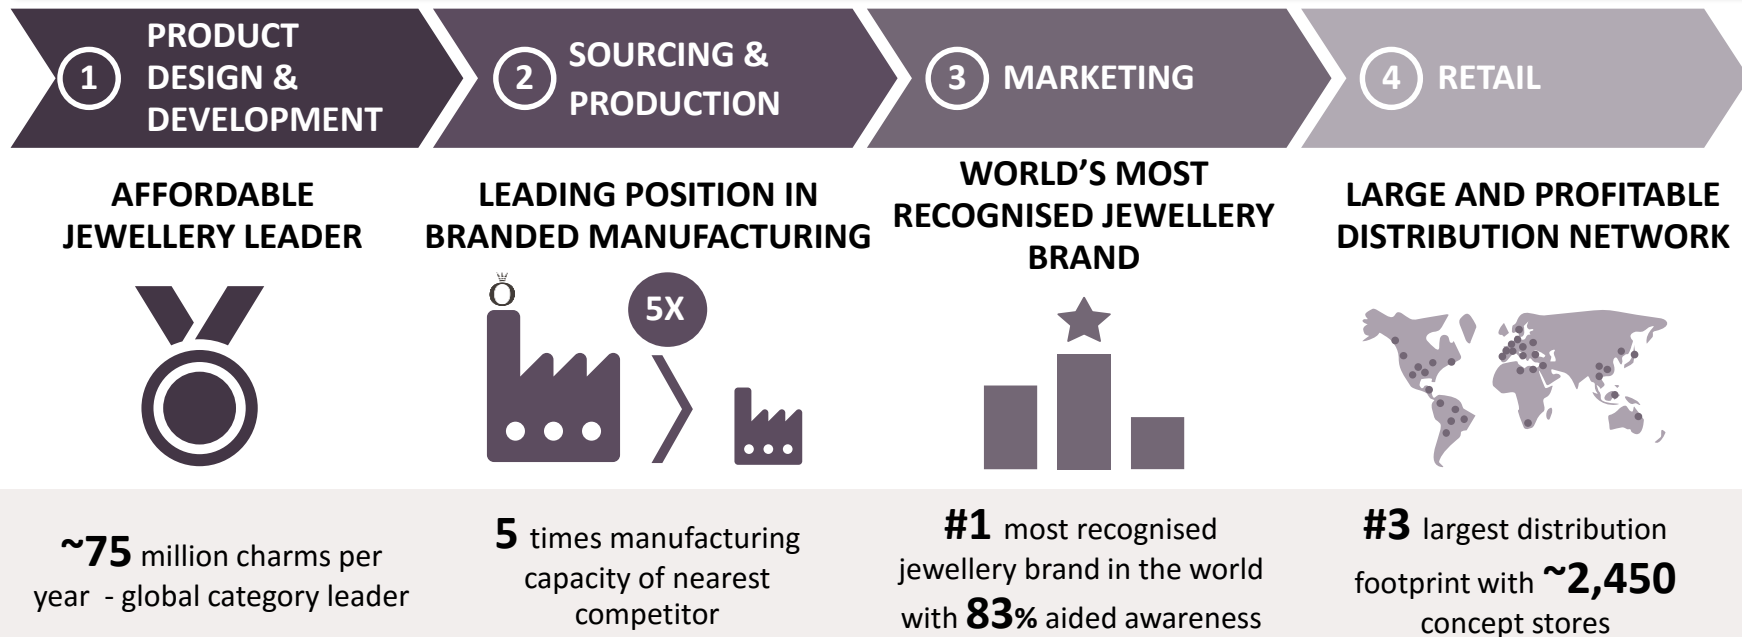 1
PRODUCT
DESIGN &
DEVELOPMENT
2
SOURCING &
PRODUCTION
3
MARKETING
4
RETAIL
AFFORDABLE
JEWELLERY LEADER
LEADING POSITION IN
BRANDED MANUFACTURING
WORLD'S MOST
RECOGNISED JEWELLERY
BRAND
LARGE AND PROFITABLE
DISTRIBUTION NETWORK
5X
~75 million charms per
year - global category leader
5 times manufacturing
capacity of nearest
competitor
#1 most recognised
jewellery brand in the world
with 83% aided awareness
#3 largest distribution
footprint with ~2,450
concept stores